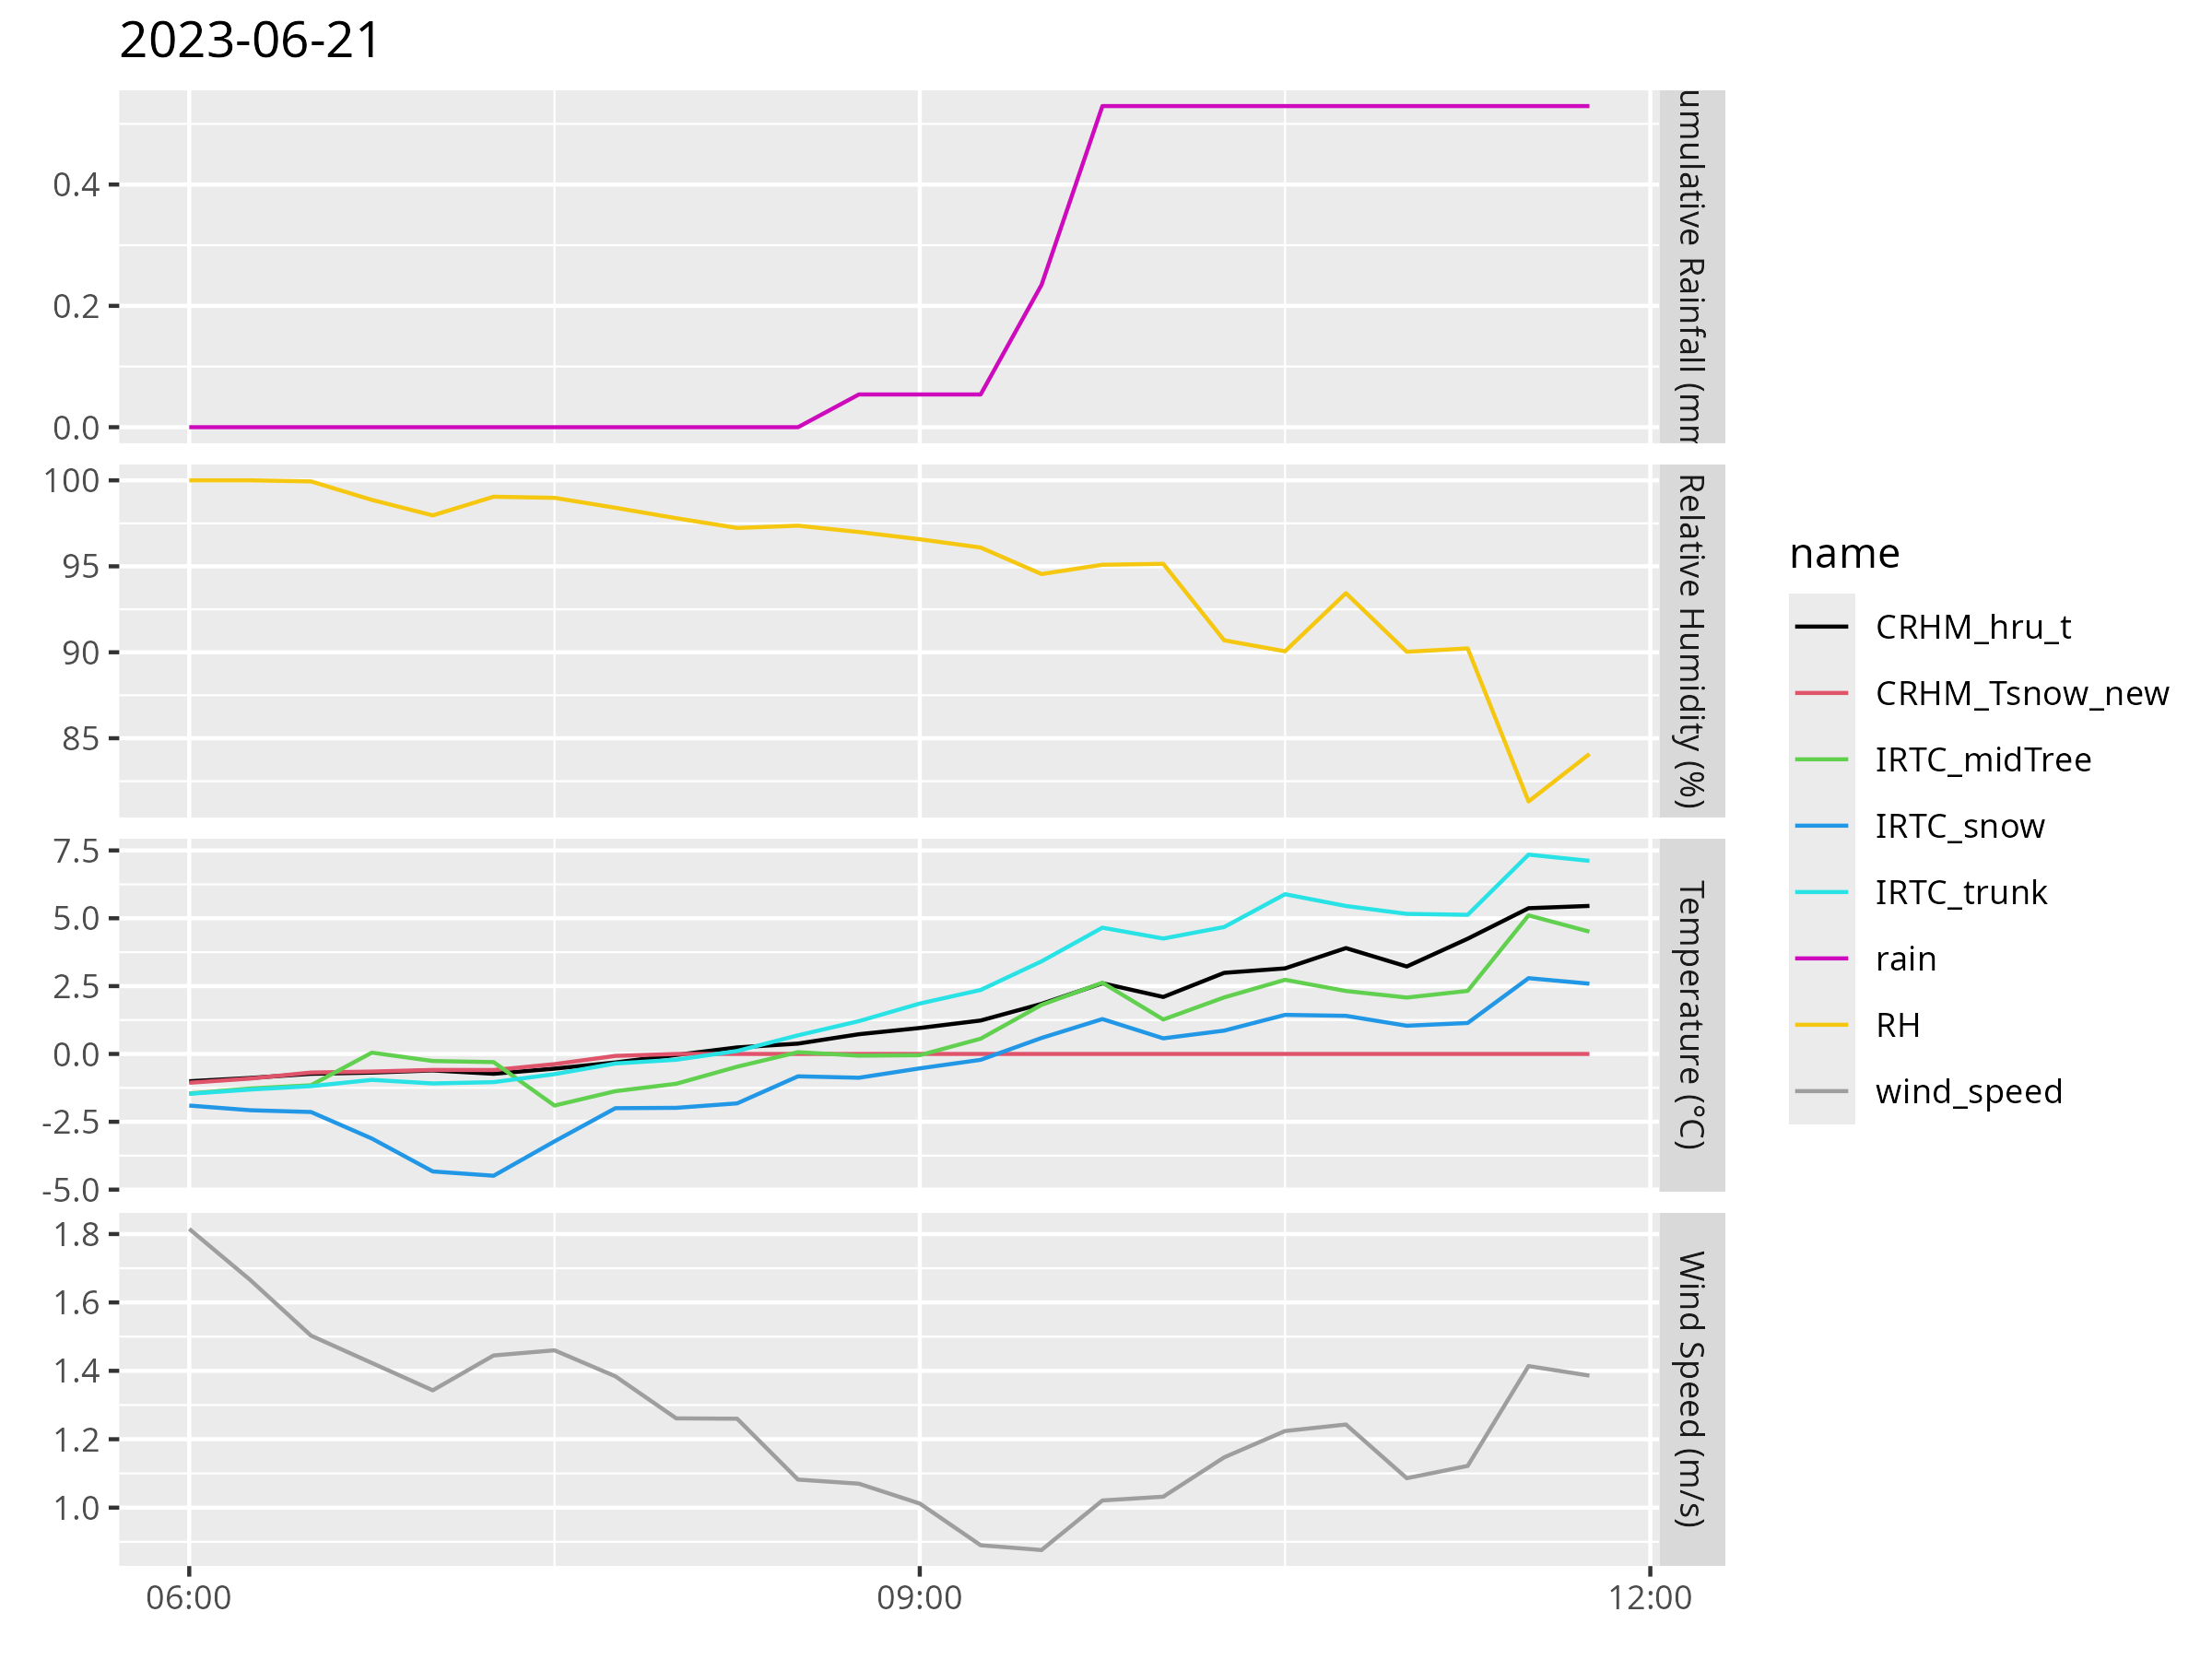 2023-06-21
0.4
0.2
0.0
umulative Rainfall (mm
100
95
90
85
Relative Humidity (%)
7.5
5.0
2.5
0.0
-2.5
-5.0
Temperature (°C)
1.8
1.6
1.4
1.2
1.0
Wind Speed (m/s)
06:00 09:00 12:00
name
CRHM_hru_t
CRHM_Tsnow_new
IRTC_midTree
IRTC_snow
IRTC_trunk
rain
RH
wind_speed